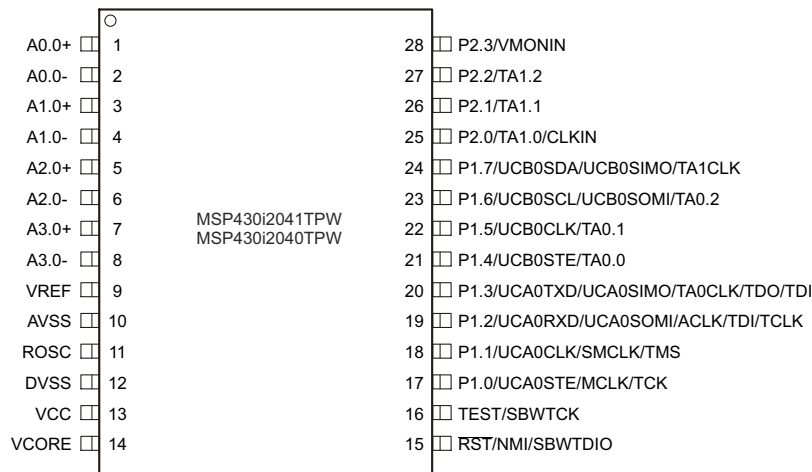 A0.0+ 1
A0.0- 2
A1.0+ 3
A1.0- 4
A2.0+ 5
A2.0- 6
A3.0+ 7
A3.0- 8
VREF 9
AVSS 10
ROSC 11
DVSS 12
VCC 13
VCORE 14
MSP430i2041TPW
MSP430i2040TPW
28 P2.3/VMONIN
27 P2.2/TA1.2
26 P2.1/TA1.1
25 P2.0/TA1.0/CLKIN
24 P1.7/UCB0SDA/UCB0SIMO/TA1CLK
23 P1.6/UCB0SCL/UCB0SOMI/TA0.2
22 P1.5/UCB0CLK/TA0.1
21 P1.4/UCB0STE/TA0.0
20 P1.3/UCA0TXD/UCA0SIMO/TA0CLK/TDO/TDI
19 P1.2/UCA0RXD/UCA0SOMI/ACLK/TDI/TCLK
18 P1.1/UCA0CLK/SMCLK/TMS
17 P1.0/UCA0STE/MCLK/TCK
16 TEST/SBWTCK
15 RST/NMI/SBWTDIO